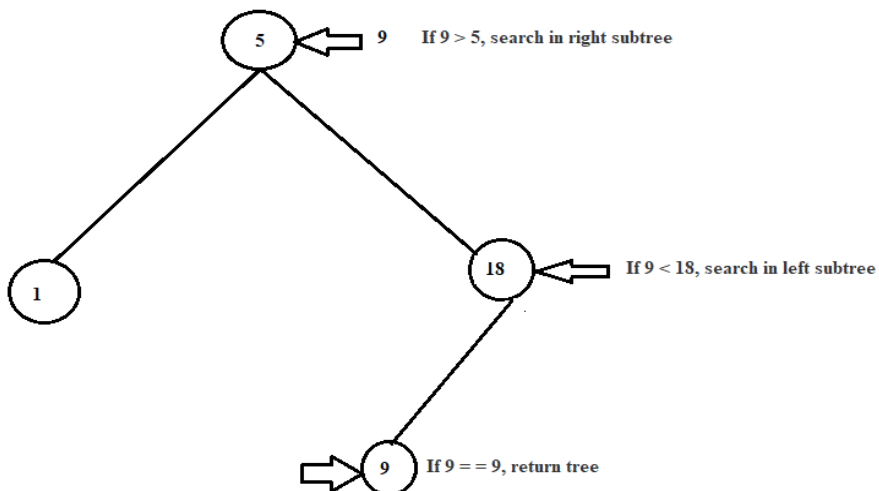 5 9 If 9 > 5, search in right subtree
1 18 If 9 < 18, search in left subtree
9 If 9 = = 9, return tree